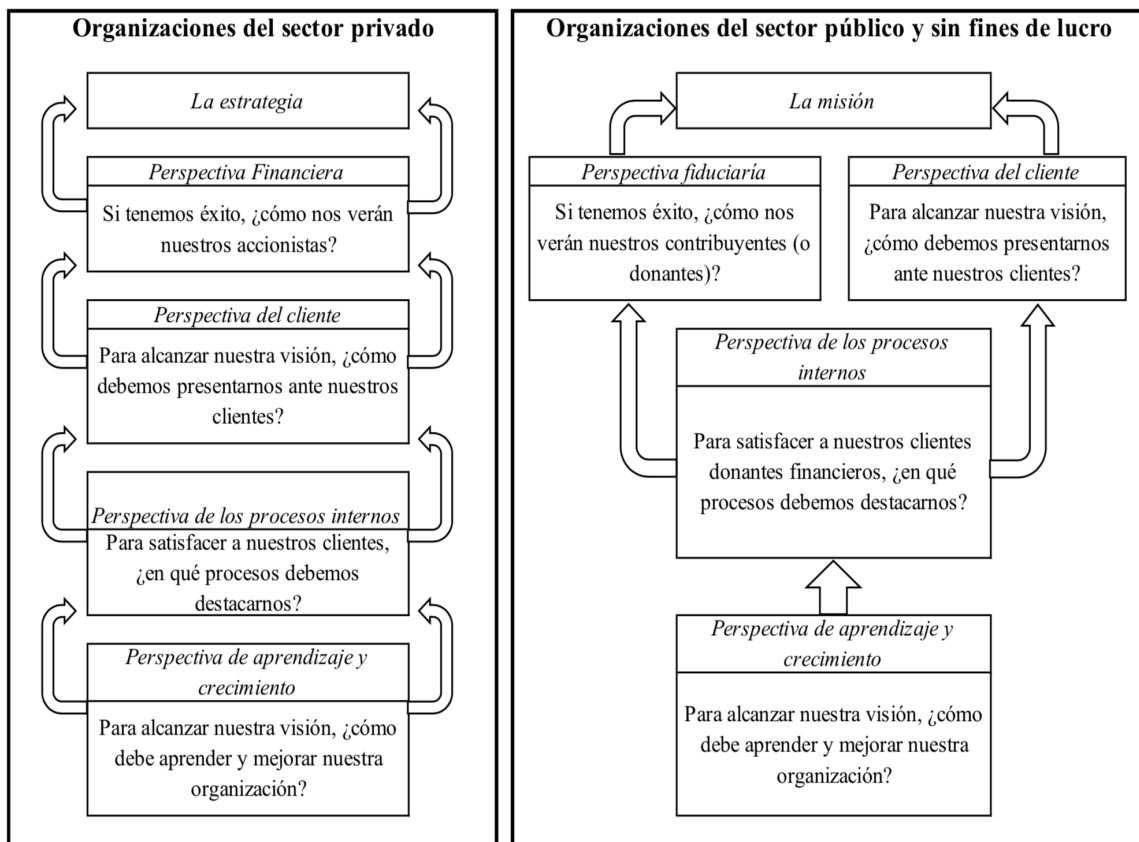 Organizaciones del sector privado
La estrategia
Perspectiva Financiera
Si tenemos éxito, ¿cómo nos verán
nuestros accionistas?
Perspectiva del cliente
Para alcanzar nuestra visión, ¿cómo
debemos presentarnos ante nuestros
clientes?
Perspectiva de los procesos internos
Para satisfacer a nuestros clientes,
¿en qué procesos debemos
destacarnos?
Perspectiva de aprendizaje y
crecimiento
Para alcanzar nuestra visión, ¿cómo
debe aprender y mejorar nuestra
organización?
Organizaciones del sector público y sin fines de lucro
La misión
Perspectiva fiduciaría
Si tenemos éxito, ¿cómo nos
verán nuestros contribuyentes (o
donantes)?
Perspectiva del cliente
Para alcanzar nuestra visión,
¿cómo debemos presentarnos
ante nuestros clientes?
Perspectiva de los procesos
internos
Para satisfacer a nuestros clientes
donantes financieros, ¿en qué
procesos debemos destacarnos?
Perspectiva de aprendizaje y
crecimiento
Para alcanzar nuestra visión, ¿cómo
debe aprender y mejorar nuestra
organización?